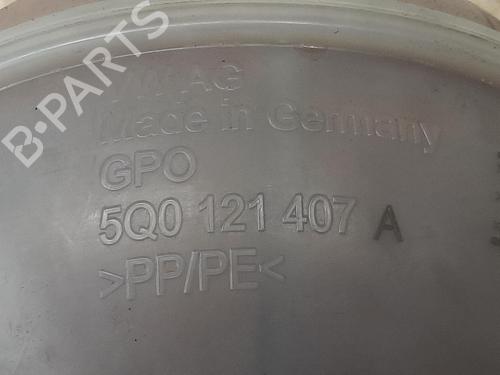 B-PARTS
VW AG
Made in Germany
GPO
5Q0 121 407 A
>PP/PE<